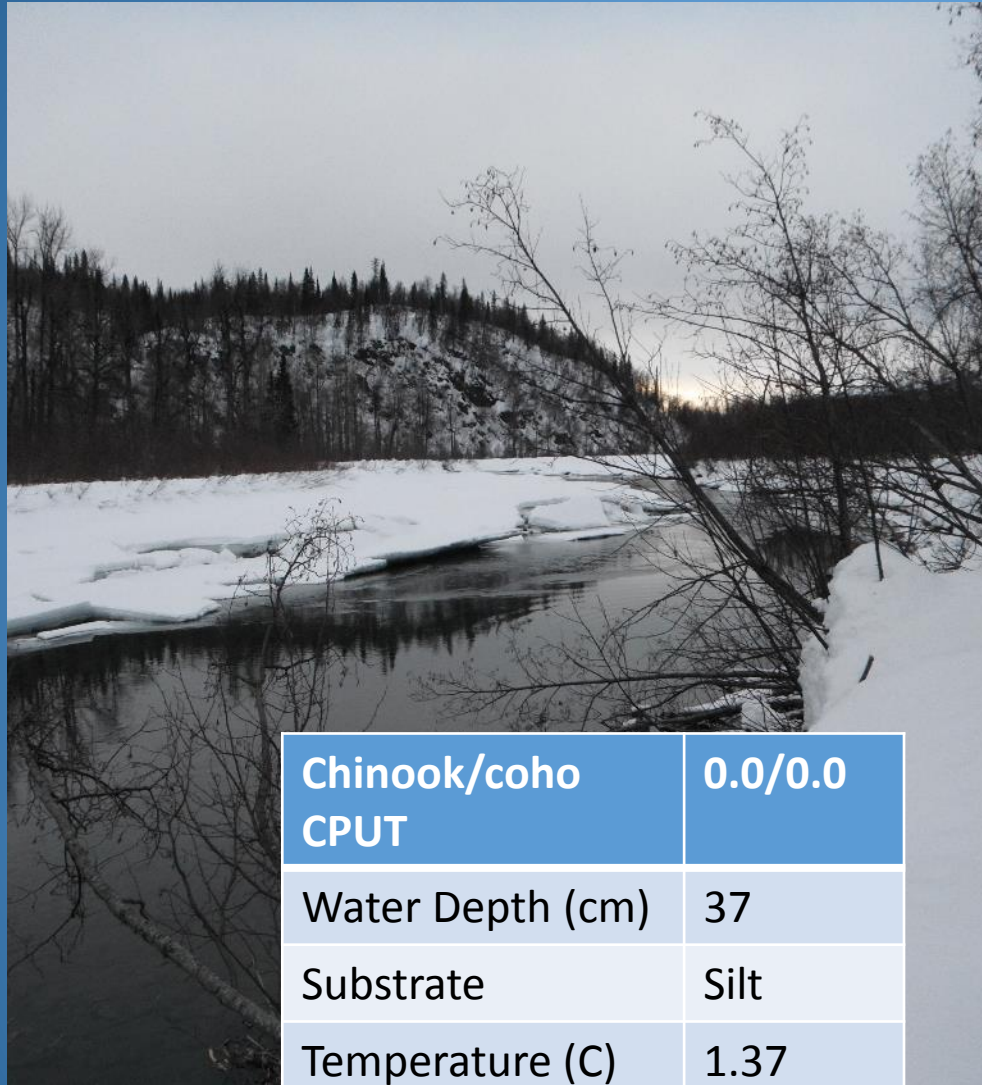 Chinook/coho 0.0/0.0
CPUT
Water Depth (cm) 37
Substrate Silt
Temperature (C) 1.37